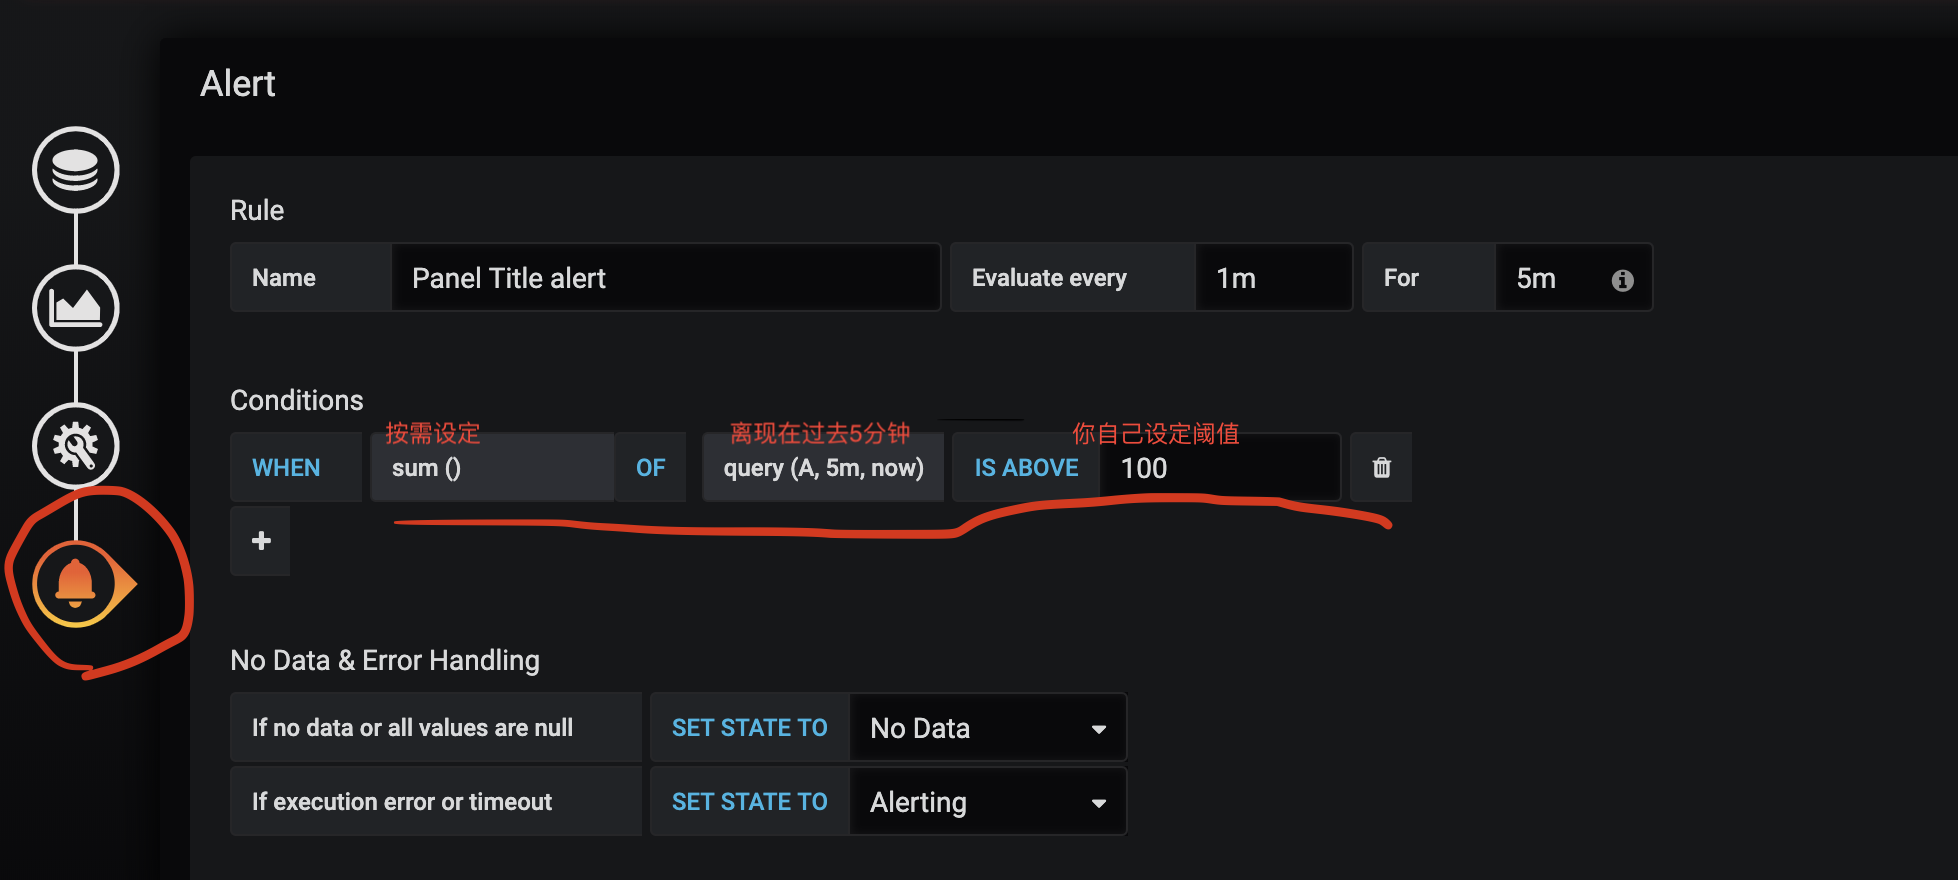 Alert
Rule
Name Panel Title alert Evaluate every 1m For 5m
Conditions
按需设定 离现在过去5分钟 你自己设定阈值
WHEN sum () OF query (A, 5m, now) IS ABOVE 100
No Data & Error Handling
If no data or all values are null SET STATE TO No Data
If execution error or timeout SET STATE TO Alerting